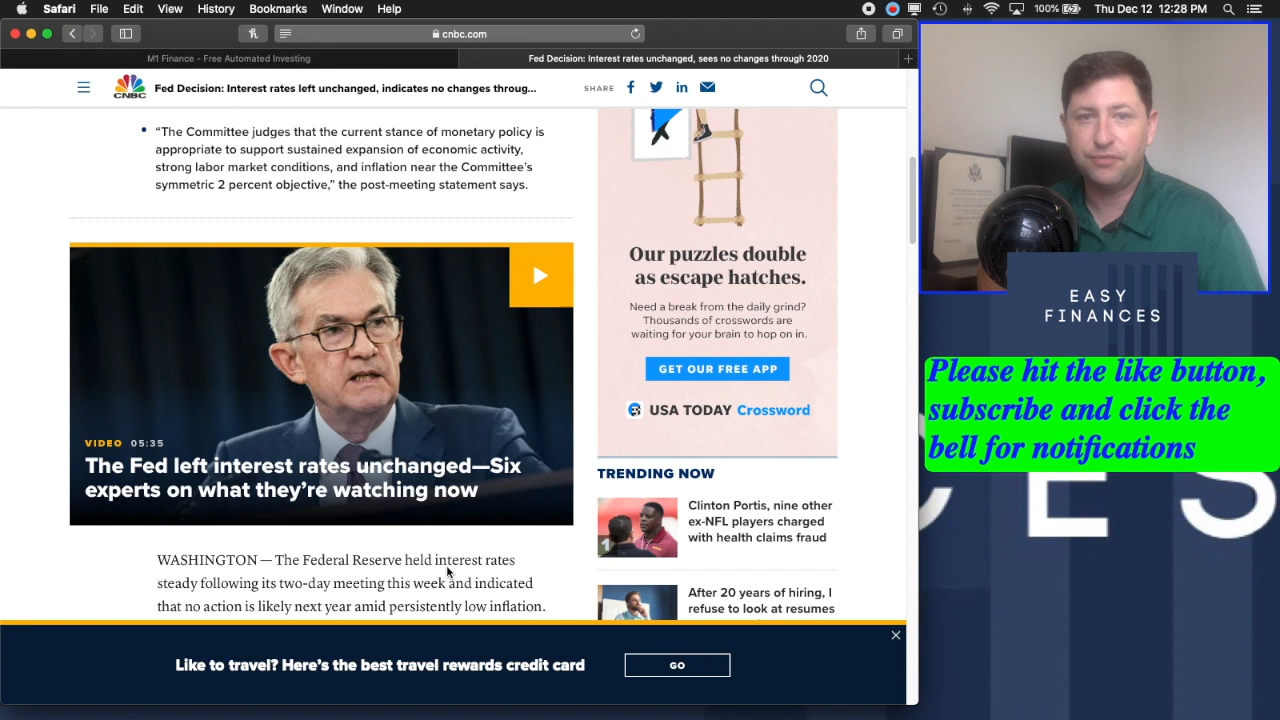 Safari File Edit View History Bookmarks Window Help
100% Thu Dec 12 12:28 PM
cnbc.com
M1 Finance - Free Automated Investing
Fed Decision: Interest rates unchanged, sees no changes through 2020
CNBC
Fed Decision: Interest rates left unchanged, indicates no changes throug...
SHARE
“The Committee judges that the current stance of monetary policy is
appropriate to support sustained expansion of economic activity,
strong labor market conditions, and inflation near the Committee’s
symmetric 2 percent objective,” the post-meeting statement says.
VIDEO 05:35
The Fed left interest rates unchanged—Six
experts on what they’re watching now
WASHINGTON — The Federal Reserve held interest rates
steady following its two-day meeting this week and indicated
that no action is likely next year amid persistently low inflation.
Our puzzles double
as escape hatches.
Need a break from the daily grind?
Thousands of crosswords are
waiting for your brain to hop on in.
GET OUR FREE APP
USA TODAY Crossword
TRENDING NOW
Clinton Portis, nine other
ex-NFL players charged
with health claims fraud
After 20 years of hiring, I
refuse to look at resumes
Like to travel? Here’s the best travel rewards credit card
GO
EASY
FINANCES
Please hit the like button,
subscribe and click the
bell for notifications
CES